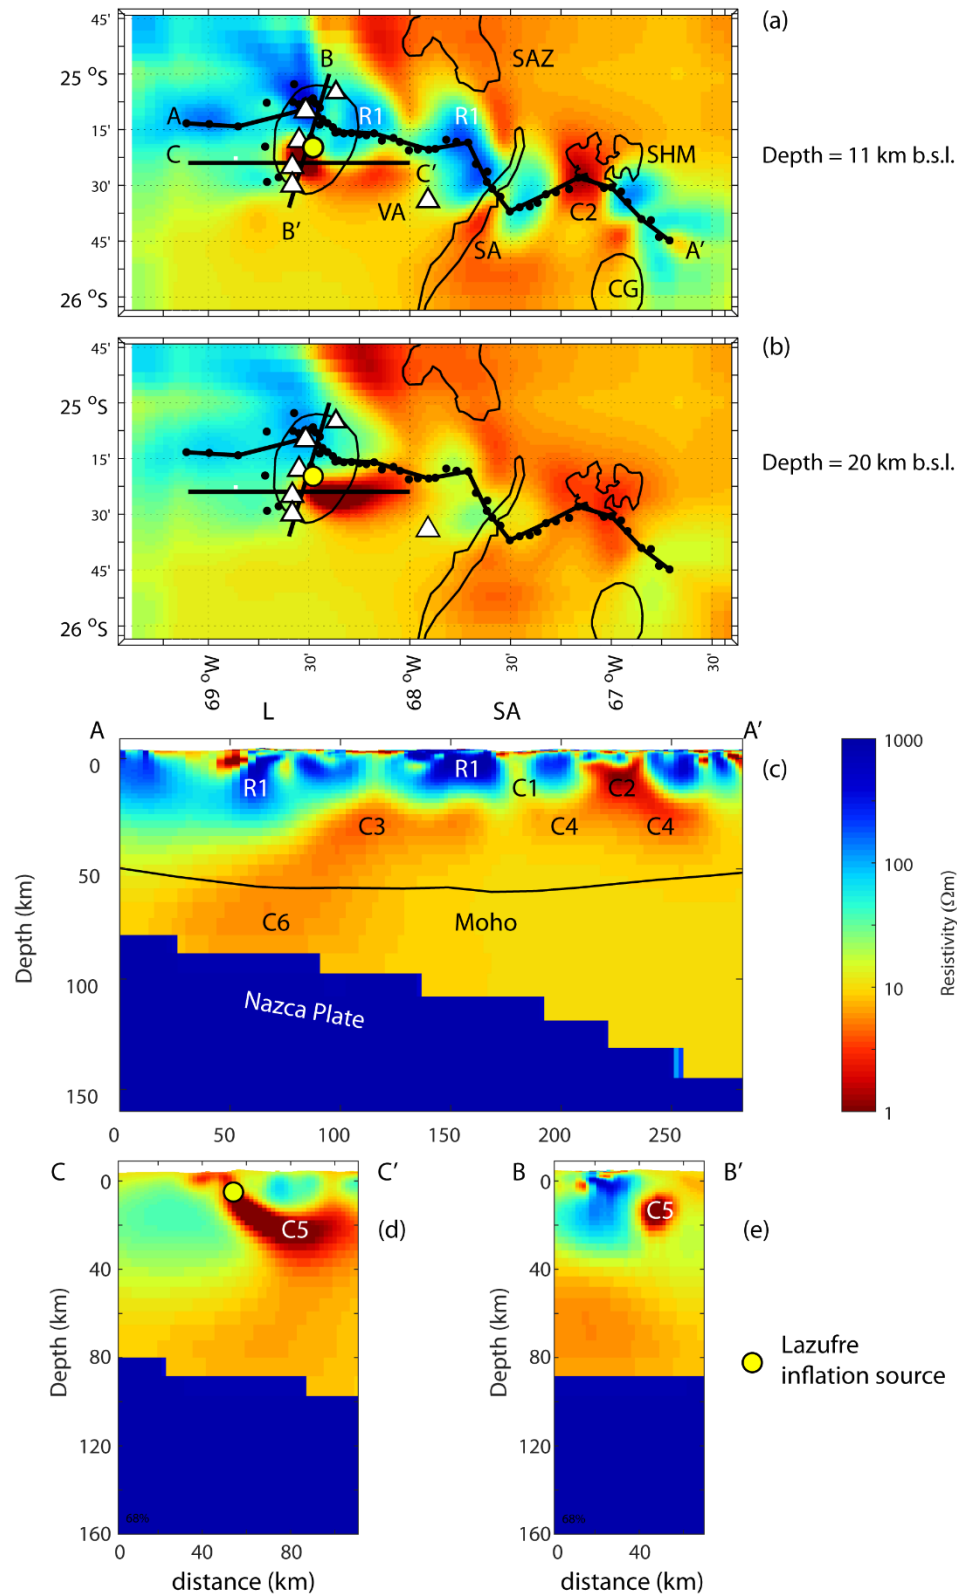 45'
(a)
B
SAZ
25 °S
A
R1
R1
15'
C
C'
SHM
Depth = 11 km b.s.l.
30'
VA
C2
B'
SA
A'
45'
CG
26 °S
45'
(b)
25 °S
15'
Depth = 20 km b.s.l.
30'
45'
26 °S
69 °W
30'
68 °W
30'
67 °W
30'
L
SA
A
A'
0
(c)
1000
R1
R1
C1
C2
C3
C4
C4
100
50
Depth (km)
C6
Moho
10
Resistivity (Ωm)
100
Nazca Plate
150
1
0
50
100
150
200
250
C
C'
B
B'
0
0
C5
(d)
C5
(e)
40
40
Depth (km)
Depth (km)
80
80
Lazufre
inflation source
120
120
68%
68%
160
160
0
40
80
0
40
distance (km)
distance (km)